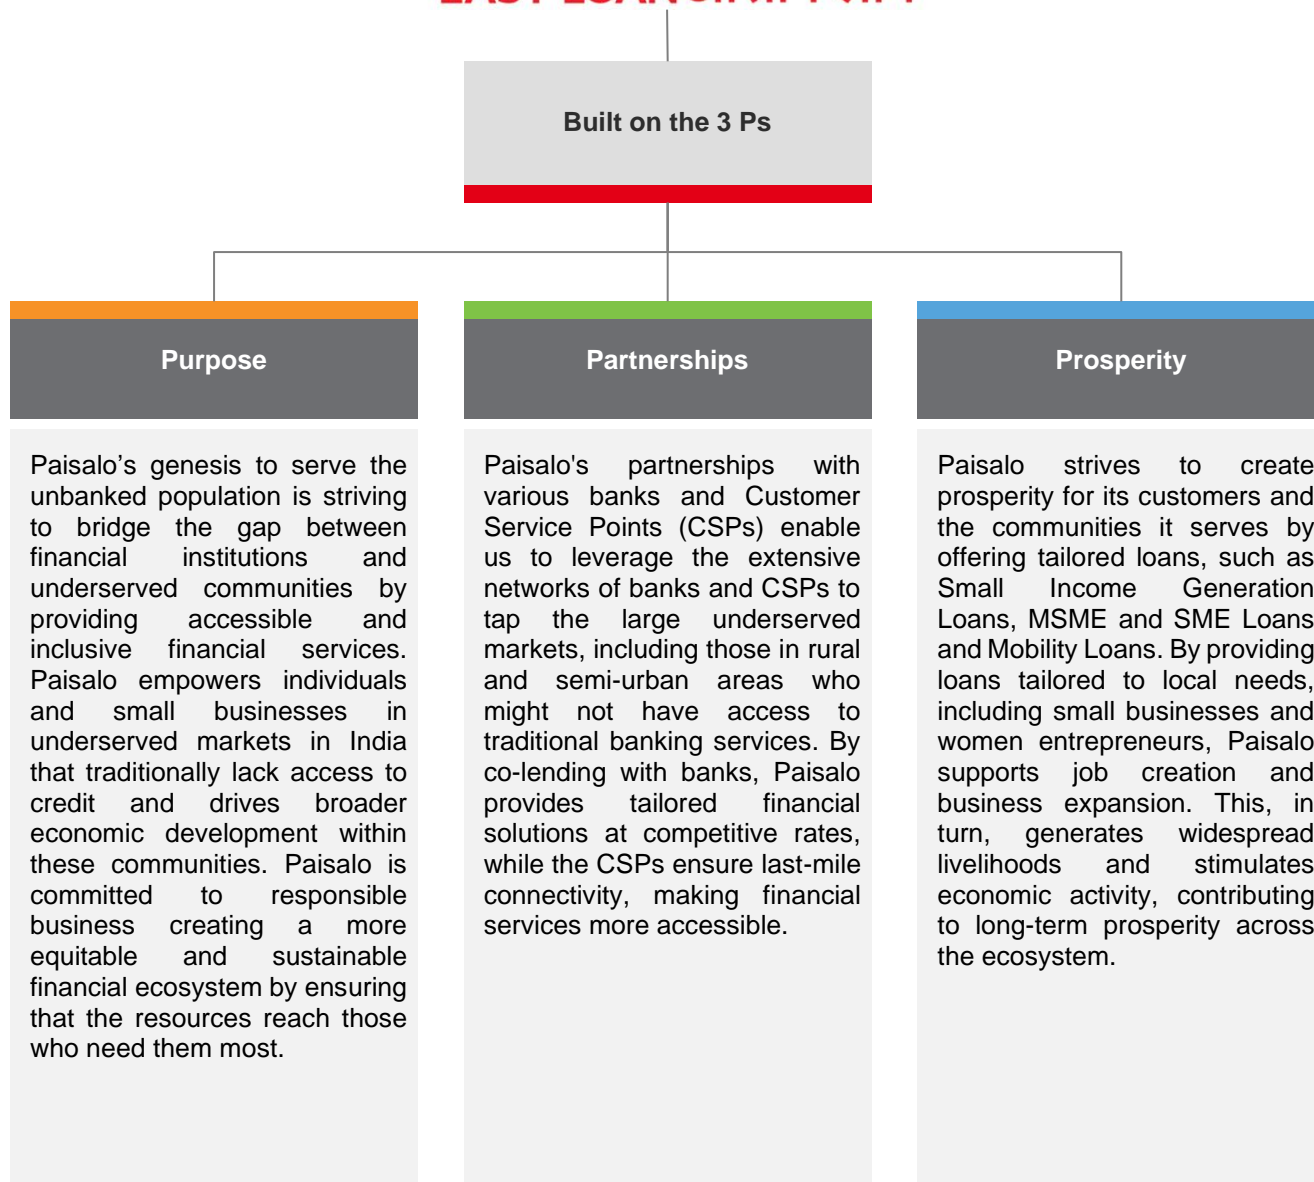 Built on the 3 Ps
Purpose
Paisalo’s genesis to serve the
unbanked population is striving
to bridge the gap between
financial institutions and
underserved communities by
providing accessible and
inclusive financial services.
Paisalo empowers individuals
and small businesses in
underserved markets in India
that traditionally lack access to
credit and drives broader
economic development within
these communities. Paisalo is
committed to responsible
business creating a more
equitable and sustainable
financial ecosystem by ensuring
that the resources reach those
who need them most.
Partnerships
Paisalo's partnerships with
various banks and Customer
Service Points (CSPs) enable
us to leverage the extensive
networks of banks and CSPs to
tap the large underserved
markets, including those in rural
and semi-urban areas who
might not have access to
traditional banking services. By
co-lending with banks, Paisalo
provides tailored financial
solutions at competitive rates,
while the CSPs ensure last-mile
connectivity, making financial
services more accessible.
Prosperity
Paisalo strives to create
prosperity for its customers and
the communities it serves by
offering tailored loans, such as
Small Income Generation
Loans, MSME and SME Loans
and Mobility Loans. By providing
loans tailored to local needs,
including small businesses and
women entrepreneurs, Paisalo
supports job creation and
business expansion. This, in
turn, generates widespread
livelihoods and stimulates
economic activity, contributing
to long-term prosperity across
the ecosystem.